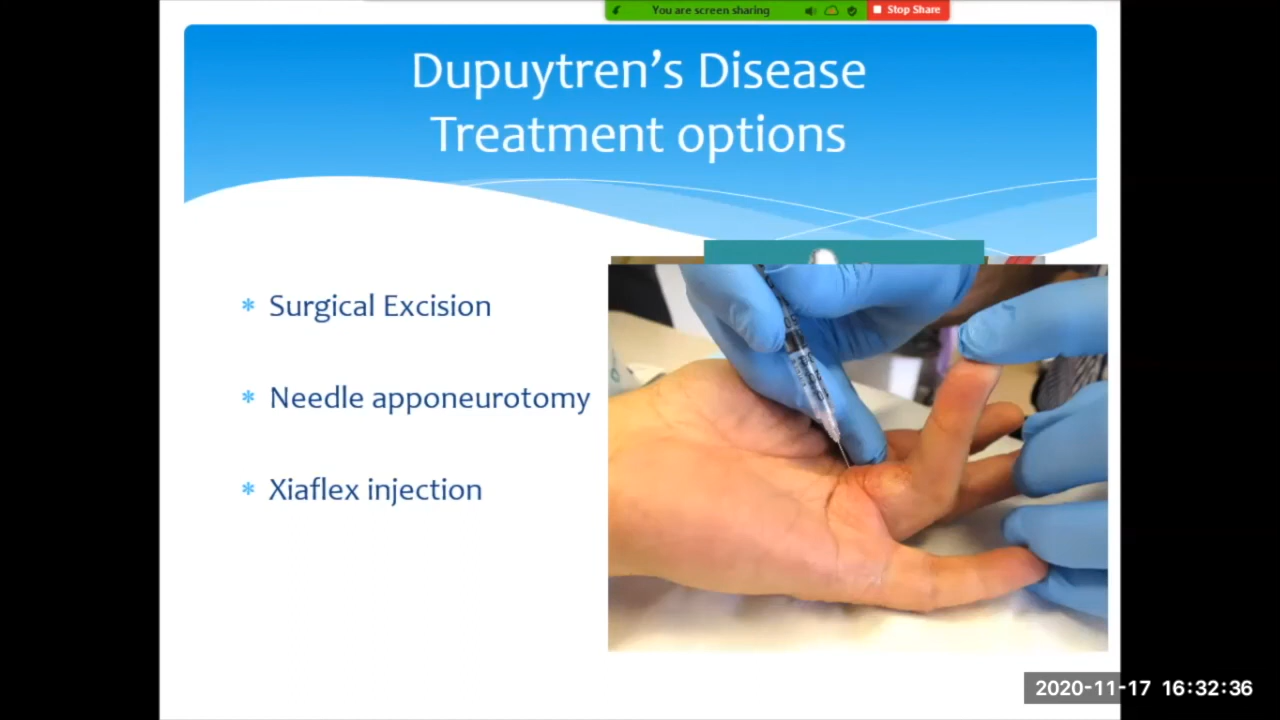 You are screen sharing
Stop Share
Dupuytren’s Disease
Treatment options
* Surgical Excision
* Needle apponeurotomy
* Xiaflex injection
2020-11-17 16:32:36